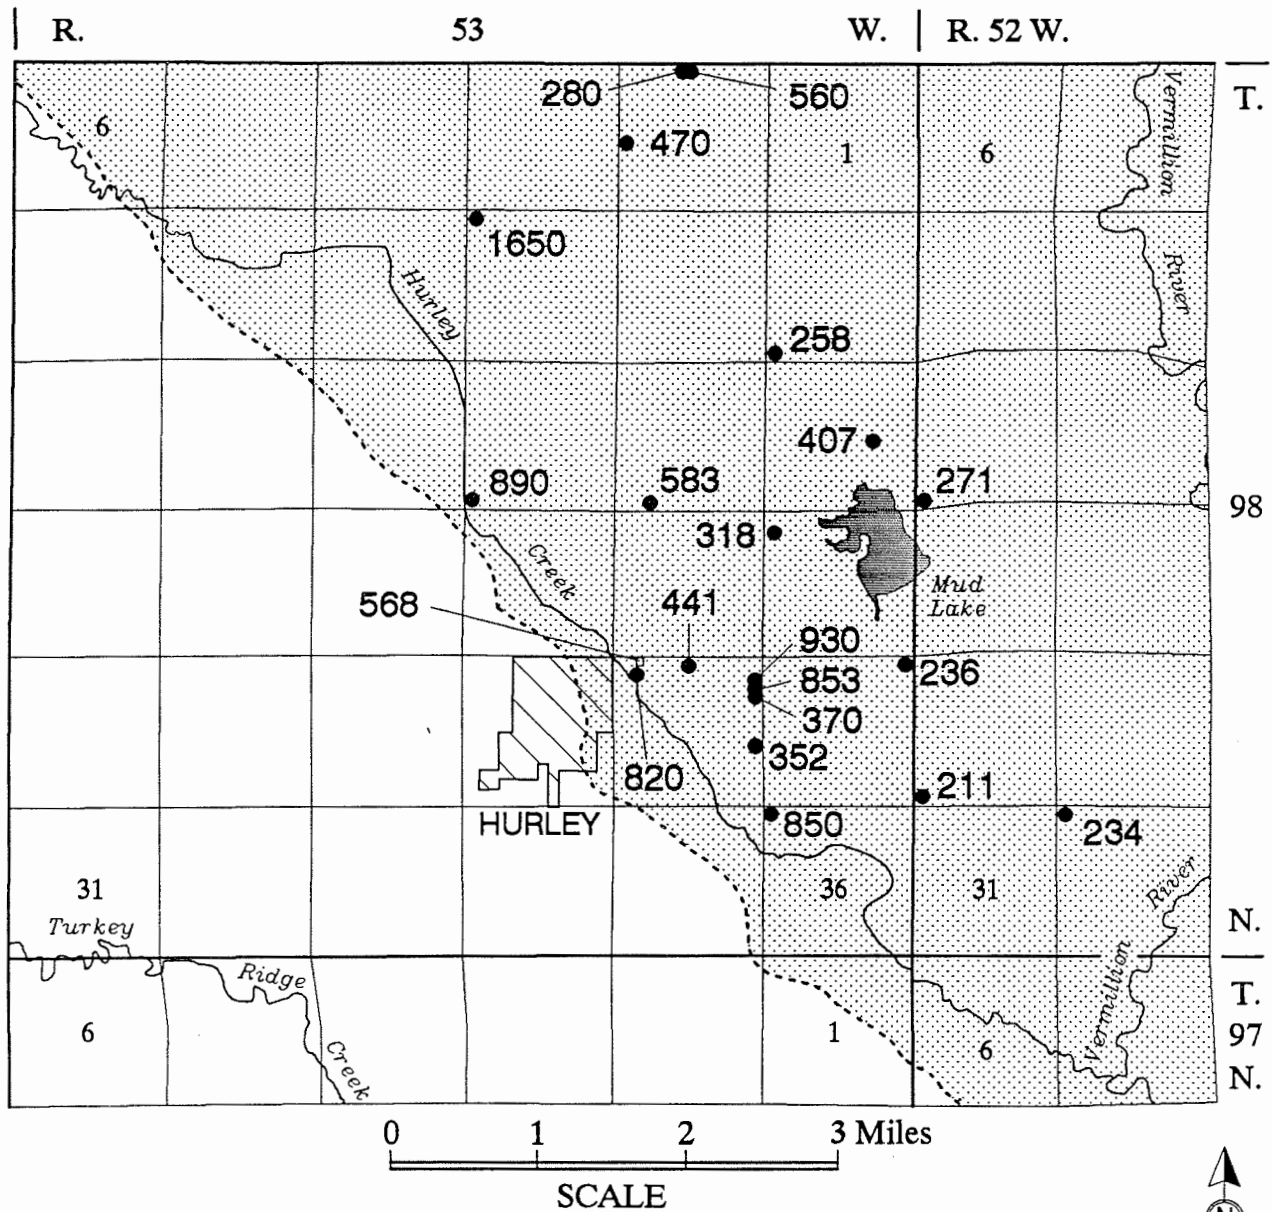 R. 53 W. R. 52 W.
T.
280 560
6
470 1 6
Vermillion
1650
River
Hurley
258
407
890 583 271
98
318
Creek
Mud
Lake
568 441
930
853 236
370
352
820 211
HURLEY 850 234
31 36 31
River
Turkey
N.
Ridge
Vermillion
T.
6 1 97
6
Creek
N.
0 1 2 3 Miles
SCALE
N